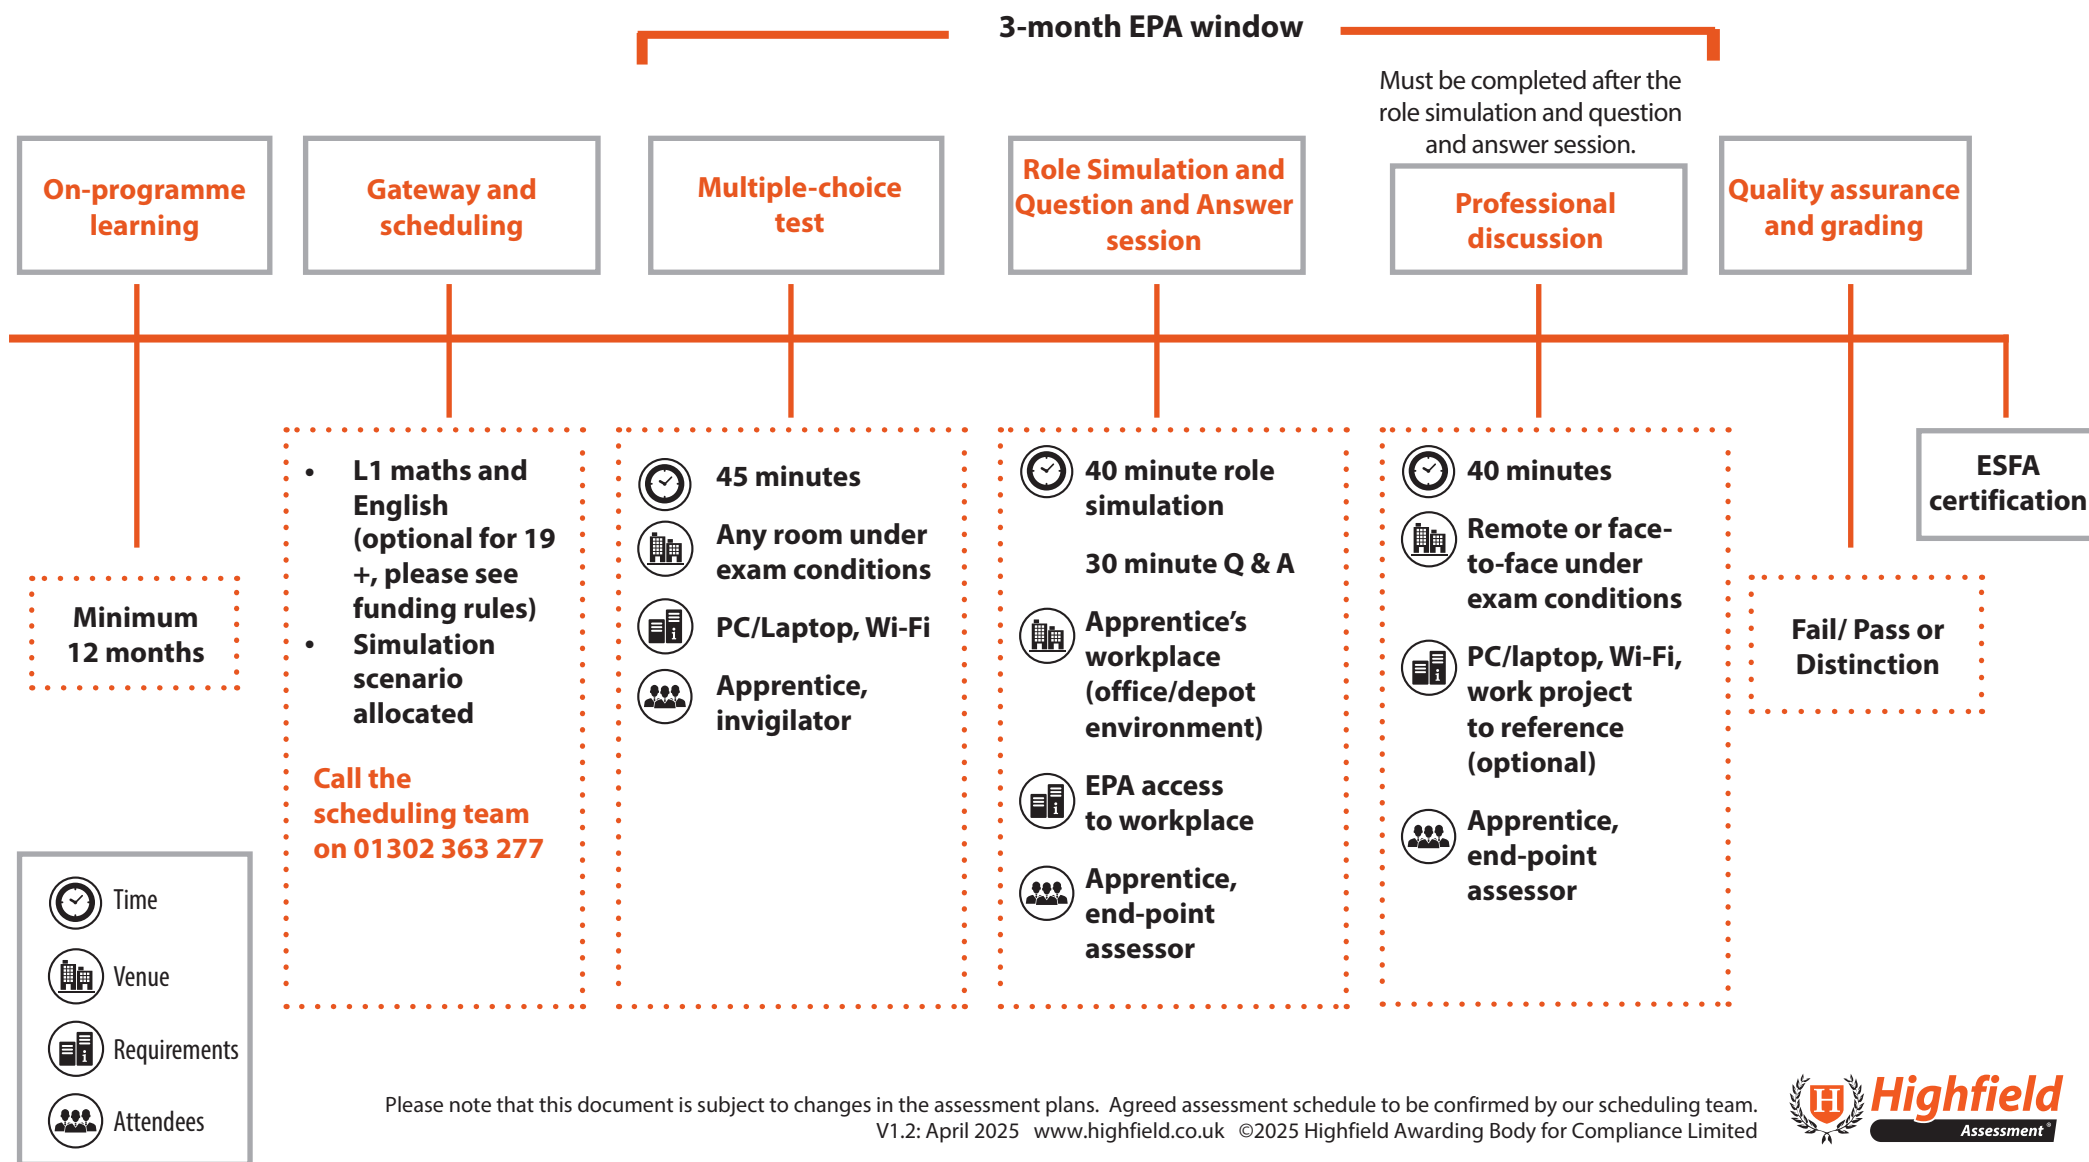 3-month EPA window
Must be completed after the
role simulation and question
and answer session.
On-programme
learning
Gateway and
scheduling
Multiple-choice
test
Role Simulation and
Question and Answer
session
Professional
discussion
Quality assurance
and grading
Minimum
12 months
• L1 maths and
English
(optional for 19
+, please see
funding rules)
• Simulation
scenario
allocated
Call the
scheduling team
on 01302 363 277
45 minutes
Any room under
exam conditions
PC/Laptop, Wi-Fi
Apprentice,
invigilator
40 minute role
simulation
30 minute Q & A
Apprentice's
workplace
(office/depot
environment)
EPA access
to workplace
Apprentice,
end-point
assessor
40 minutes
Remote or face-
to-face under
exam conditions
PC/laptop, Wi-Fi,
work project
to reference
(optional)
Apprentice,
end-point
assessor
Fail/ Pass or
Distinction
ESFA
certification
Time
Venue
Requirements
Attendees
Please note that this document is subject to changes in the assessment plans. Agreed assessment schedule to be confirmed by our scheduling team.
V1.2: April 2025 www.highfield.co.uk ©2025 Highfield Awarding Body for Compliance Limited
H
Highfield
Assessment®